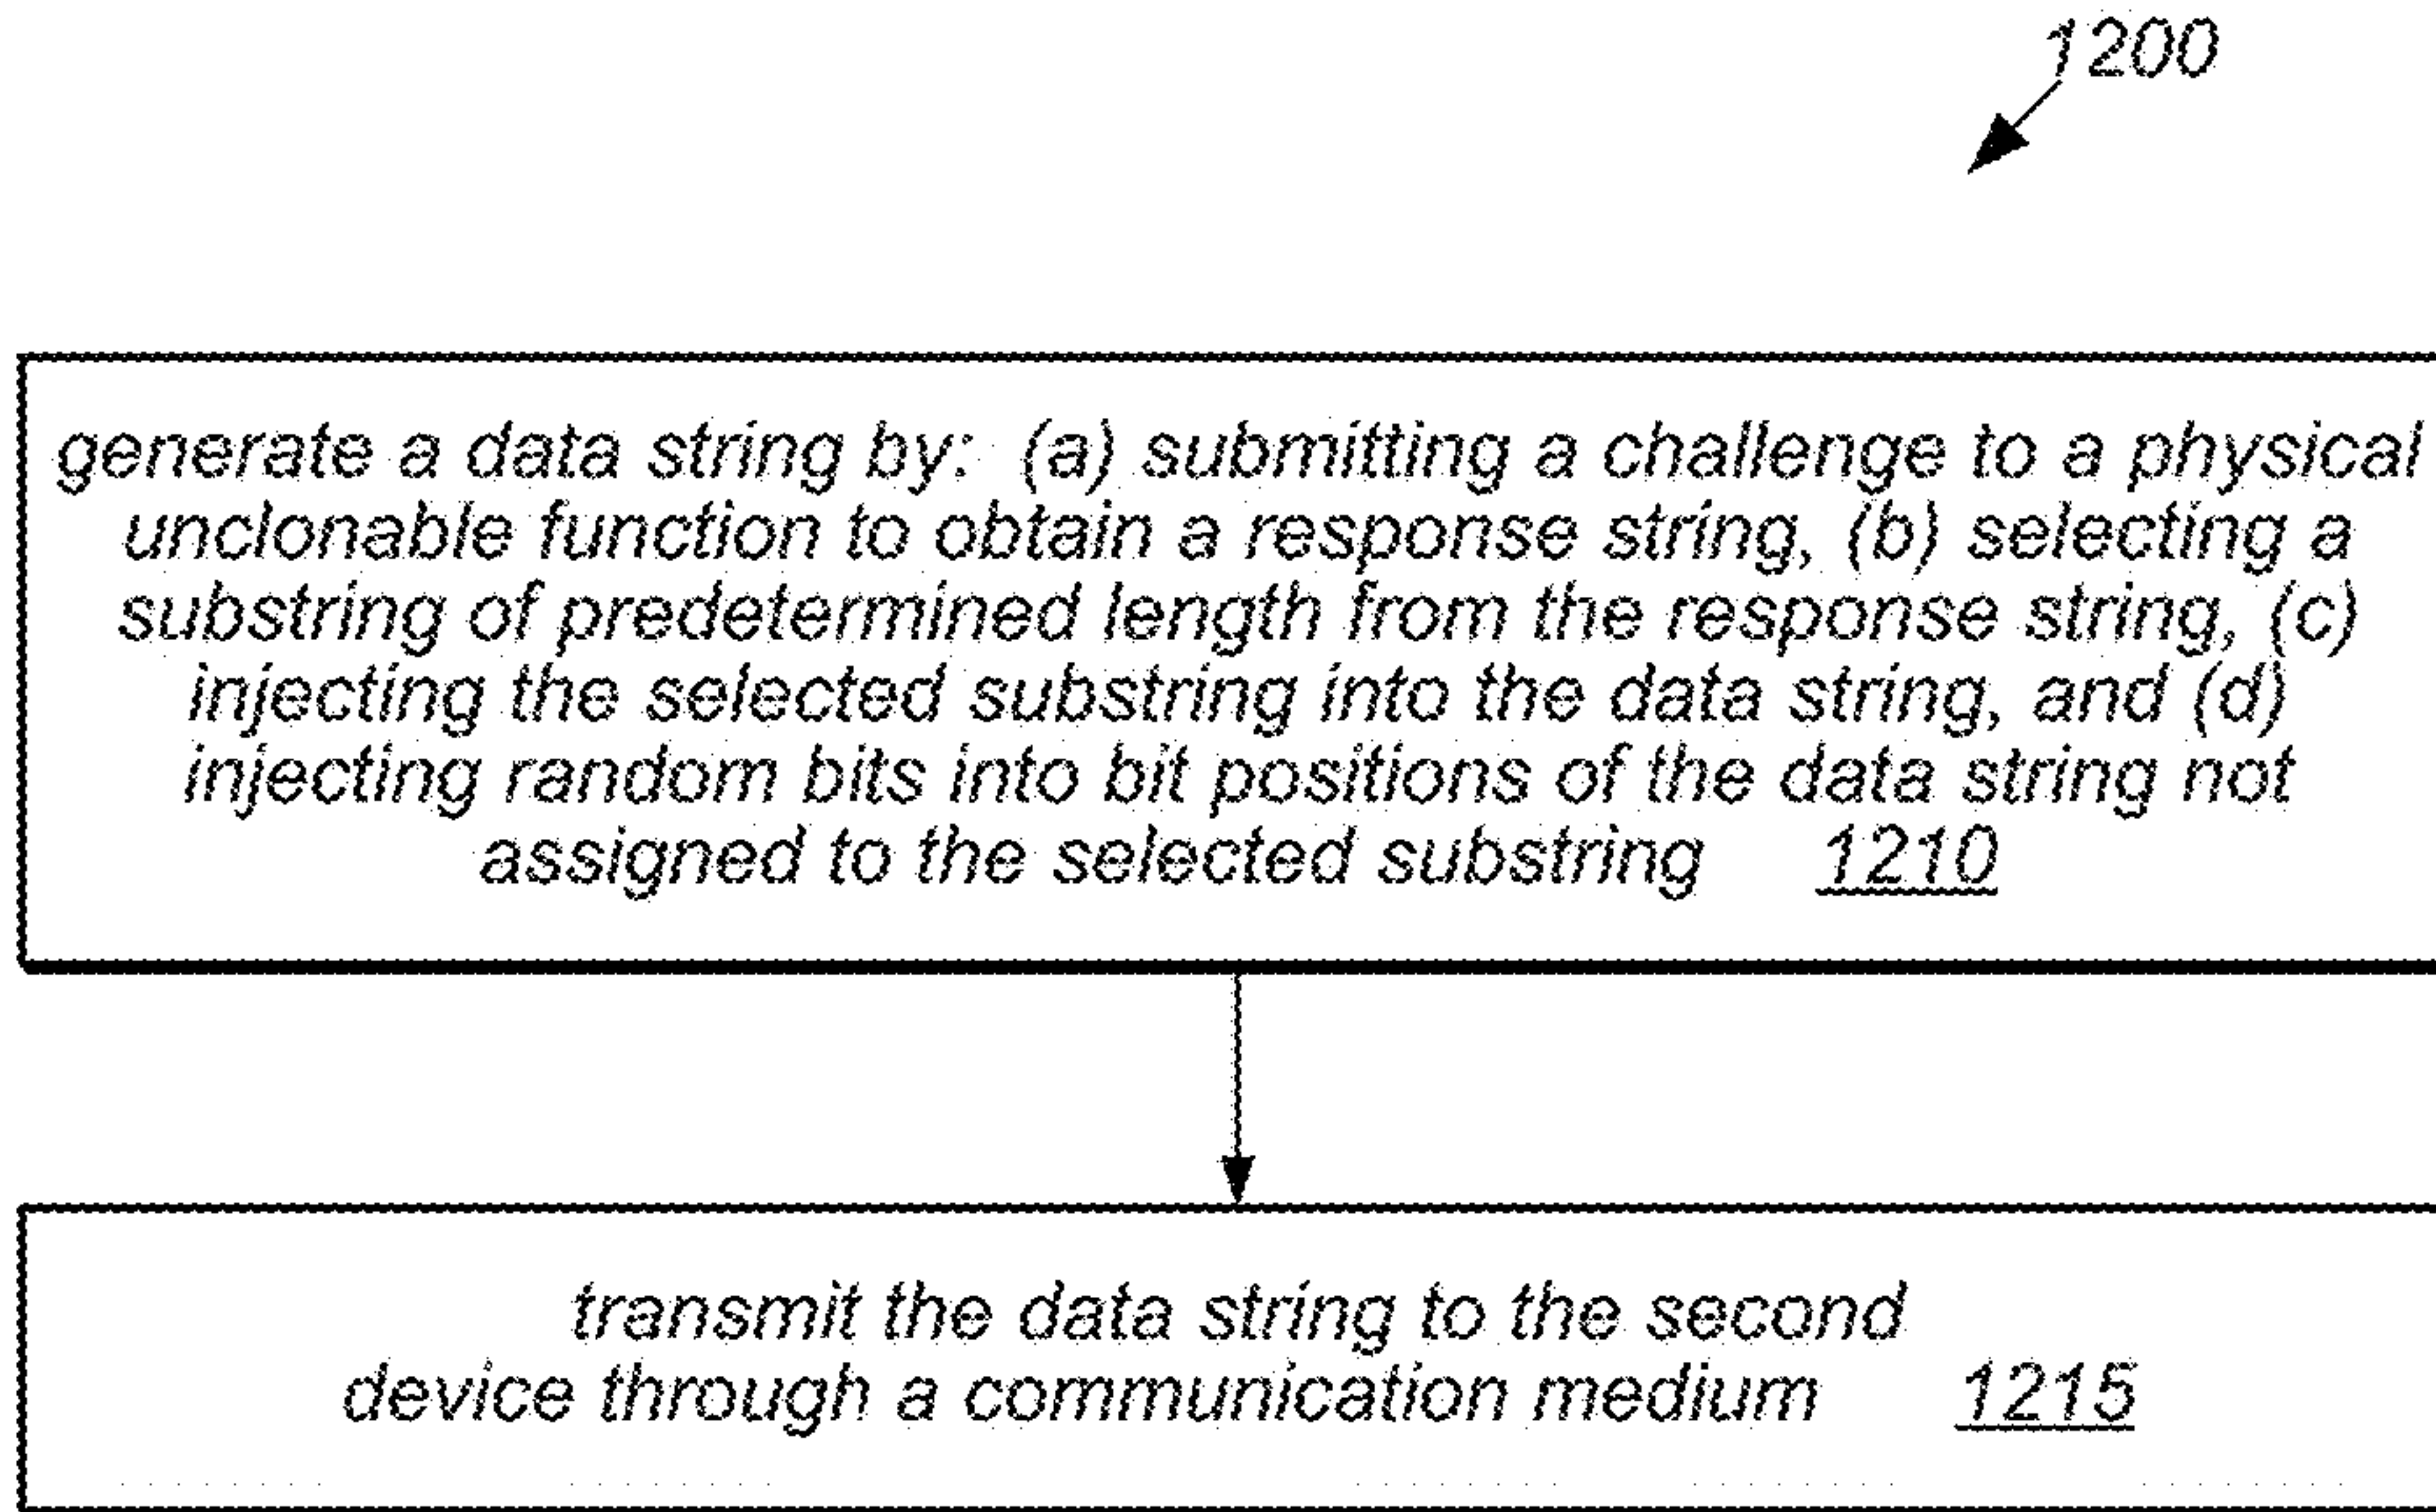 1200
generate a data string by: (a) submitting a challenge to a physical
unclonable function to obtain a response string, (b) selecting a
substring of predetermined length from the response string, (c)
injecting the selected substring into the data string, and (d)
injecting random bits into bit positions of the data string not
assigned to the selected substring 1210
transmit the data string to the second
device through a communication medium 1215